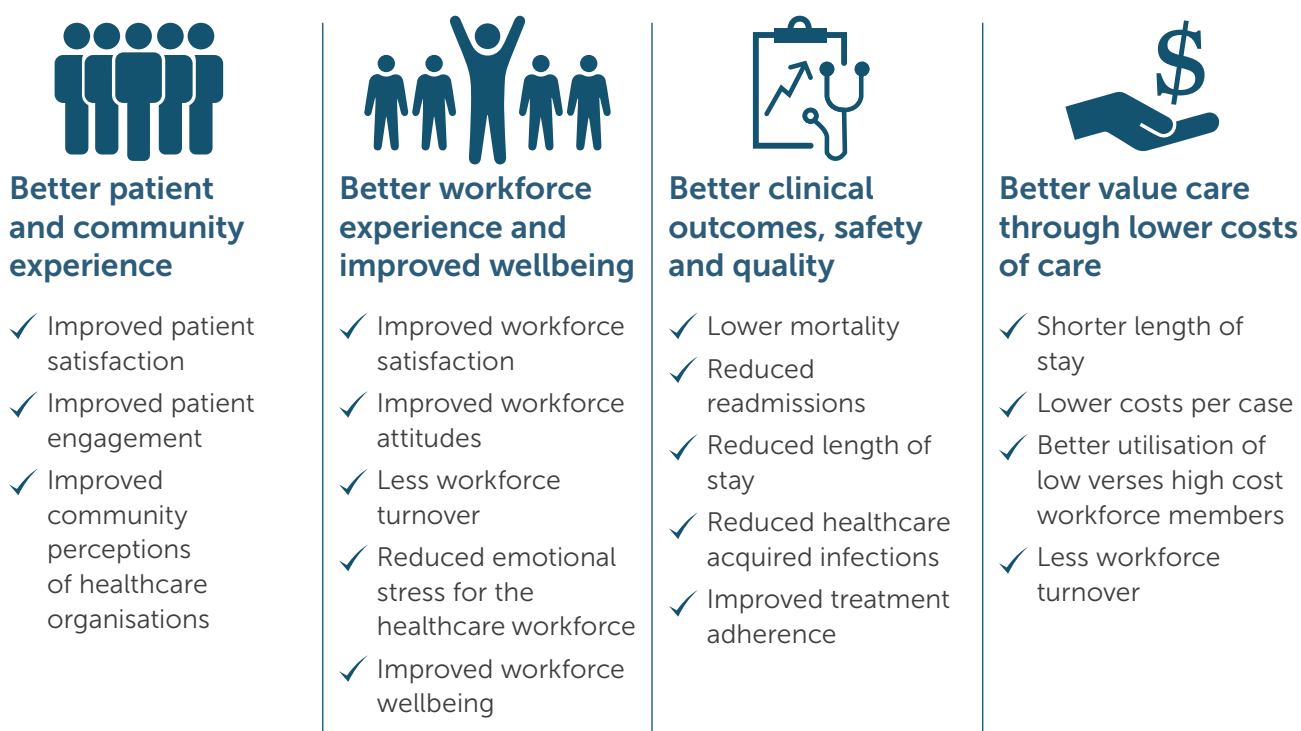 $
Better patient
and community
experience
Improved patient
satisfaction
Improved patient
engagement
Improved
community
perceptions
of healthcare
organisations
Better workforce
experience and
improved wellbeing
Improved workforce
satisfaction
Improved workforce
attitudes
Less workforce
turnover
Reduced emotional
stress for the
healthcare workforce
Improved workforce
wellbeing
Better clinical
outcomes, safety
and quality
Lower mortality
Reduced
readmissions
Reduced length of
stay
Reduced healthcare
acquired infections
Improved treatment
adherence
Better value care
through lower costs
of care
Shorter length of
stay
Lower costs per case
Better utilisation of
low verses high cost
workforce members
Less workforce
turnover